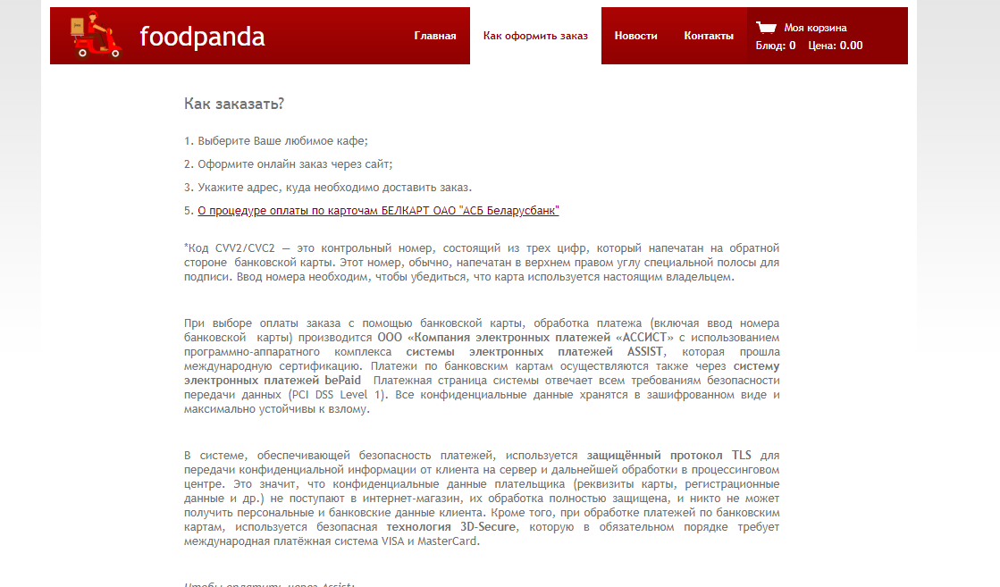 foodpanda
Главная
Как оформить заказ
Новости
Контакты
Моя корзина
Блюд: 0 Цена: 0.00
Как заказать?
1. Выберите Ваше любимое кафе;
2. Оформите онлайн заказ через сайт;
3. Укажите адрес, куда необходимо доставить заказ.
5. О процедуре оплаты по карточам БЕЛКАРТ ОАО "АСБ Беларусбанк"
*Код CVV2/CVC2 — это контрольный номер, состоящий из трех цифр, который напечатан на обратной
стороне банковской карты. Этот номер, обычно, напечатан в верхнем правом углу специальной полосы для
подписи. Ввод номера необходим, чтобы убедиться, что карта используется настоящим владельцем.
При выборе оплаты заказа с помощью банковской карты, обработка платежа (включая ввод номера
банковской карты) производится ООО «Компания электронных платежей «АССИСТ» с использованием
программно-аппаратного комплекса системы электронных платежей ASSIST, которая прошла
международную сертификацию. Платежи по банковским картам осуществляются также через систему
электронных платежей bePaid Платежная страница системы отвечает всем требованиям безопасности
передачи данных (PCI DSS Level 1). Все конфиденциальные данные хранятся в зашифрованном виде и
максимально устойчивы к взлому.
В системе, обеспечивающей безопасность платежей, используется защищённый протокол TLS для
передачи конфиденциальной информации от клиента на сервер и дальнейшей обработки в процессинговом
центре. Это значит, что конфиденциальные данные плательщика (реквизиты карты, регистрационные
данные и др.) не поступают в интернет-магазин, их обработка полностью защищена, и никто не может
получить персональные и банковские данные клиента. Кроме того, при обработке платежей по банковским
картам, используется безопасная технология 3D-Secure, которую в обязательном порядке требует
международная платёжная система VISA и MasterCard.
Чтобы оплатить через Assist: